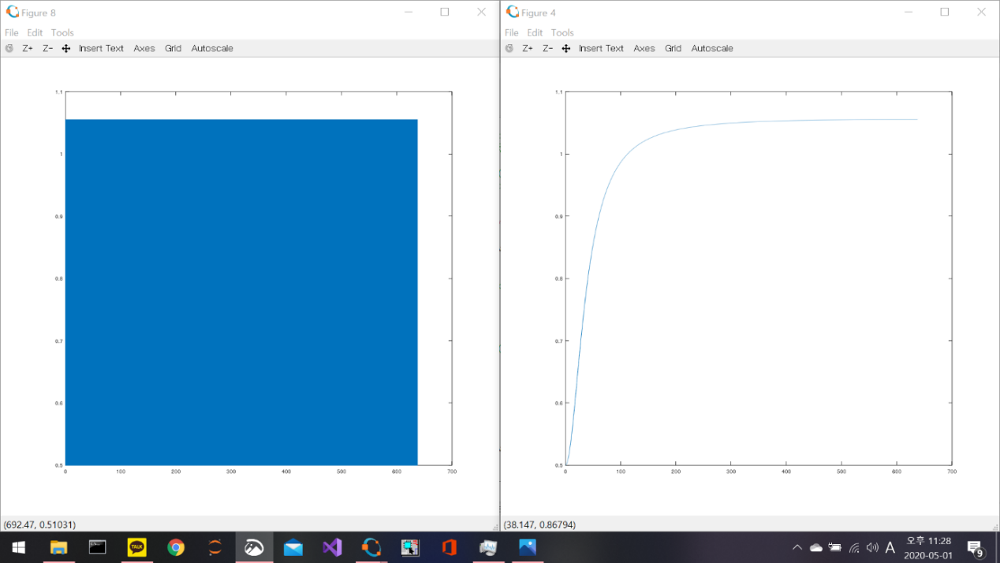 Figure 8
File Edit Tools
Z+ Z- Insert Text Axes Grid Autoscale
1.1
1
0.9
0.8
0.7
0.6
0.5
0 100 200 300 400 500 600 700
(692.47, 0.51031)
Figure 4
File Edit Tools
Z+ Z- Insert Text Axes Grid Autoscale
1.1
1
0.9
0.8
0.7
0.6
0.5
0 100 200 300 400 500 600 700
(38.147, 0.86794)
TALK
A
오후 11:28
2020-05-01
9